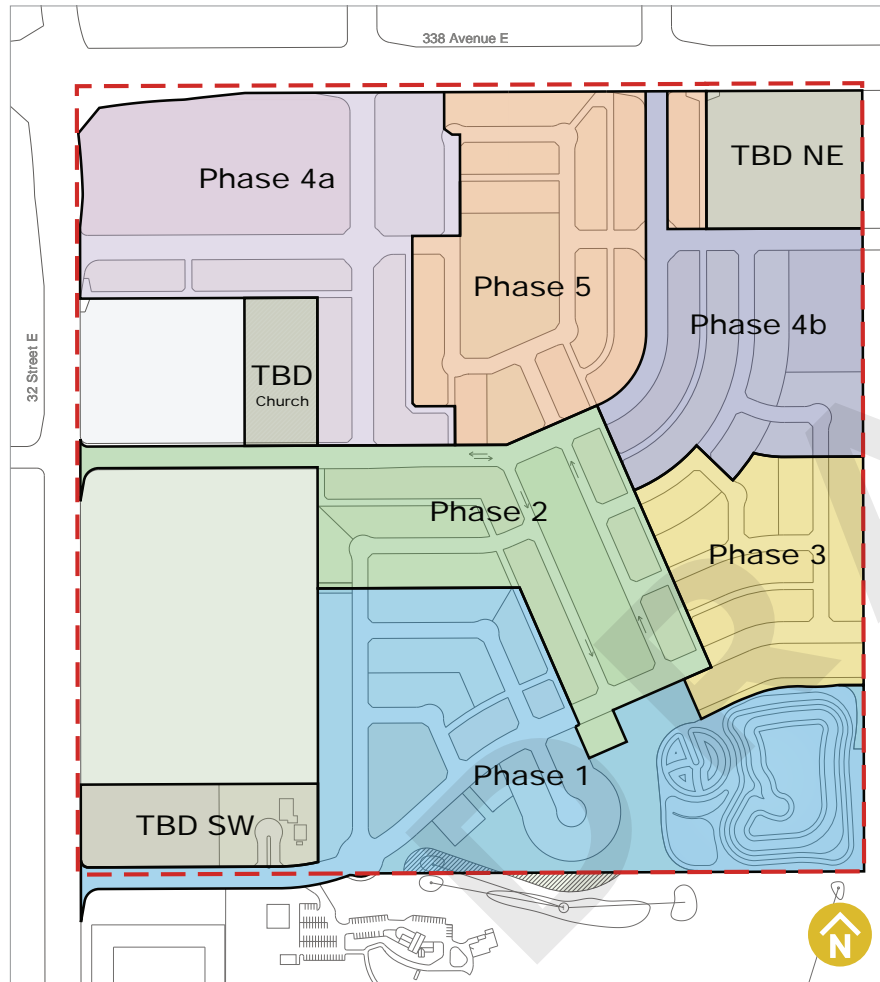 338 Avenue E
TBD NE
Phase 4a
Phase 5
Phase 4b
32 Street E
TBD
Church
Phase 2
Phase 3
Phase 1
TBD SW
N